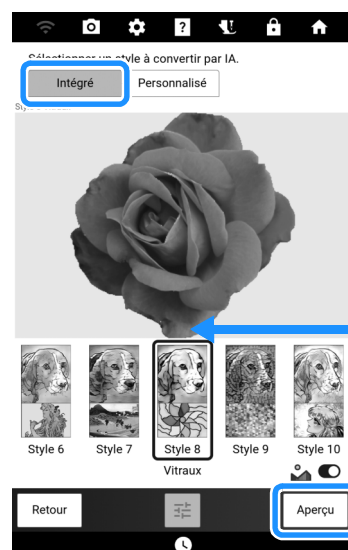 Sélectionner un style à convertir par IA.
Intégré Personnalisé
Style 6 Style 7 Style 8 Style 9 Style 10
Vitraux
Retour Aperçu